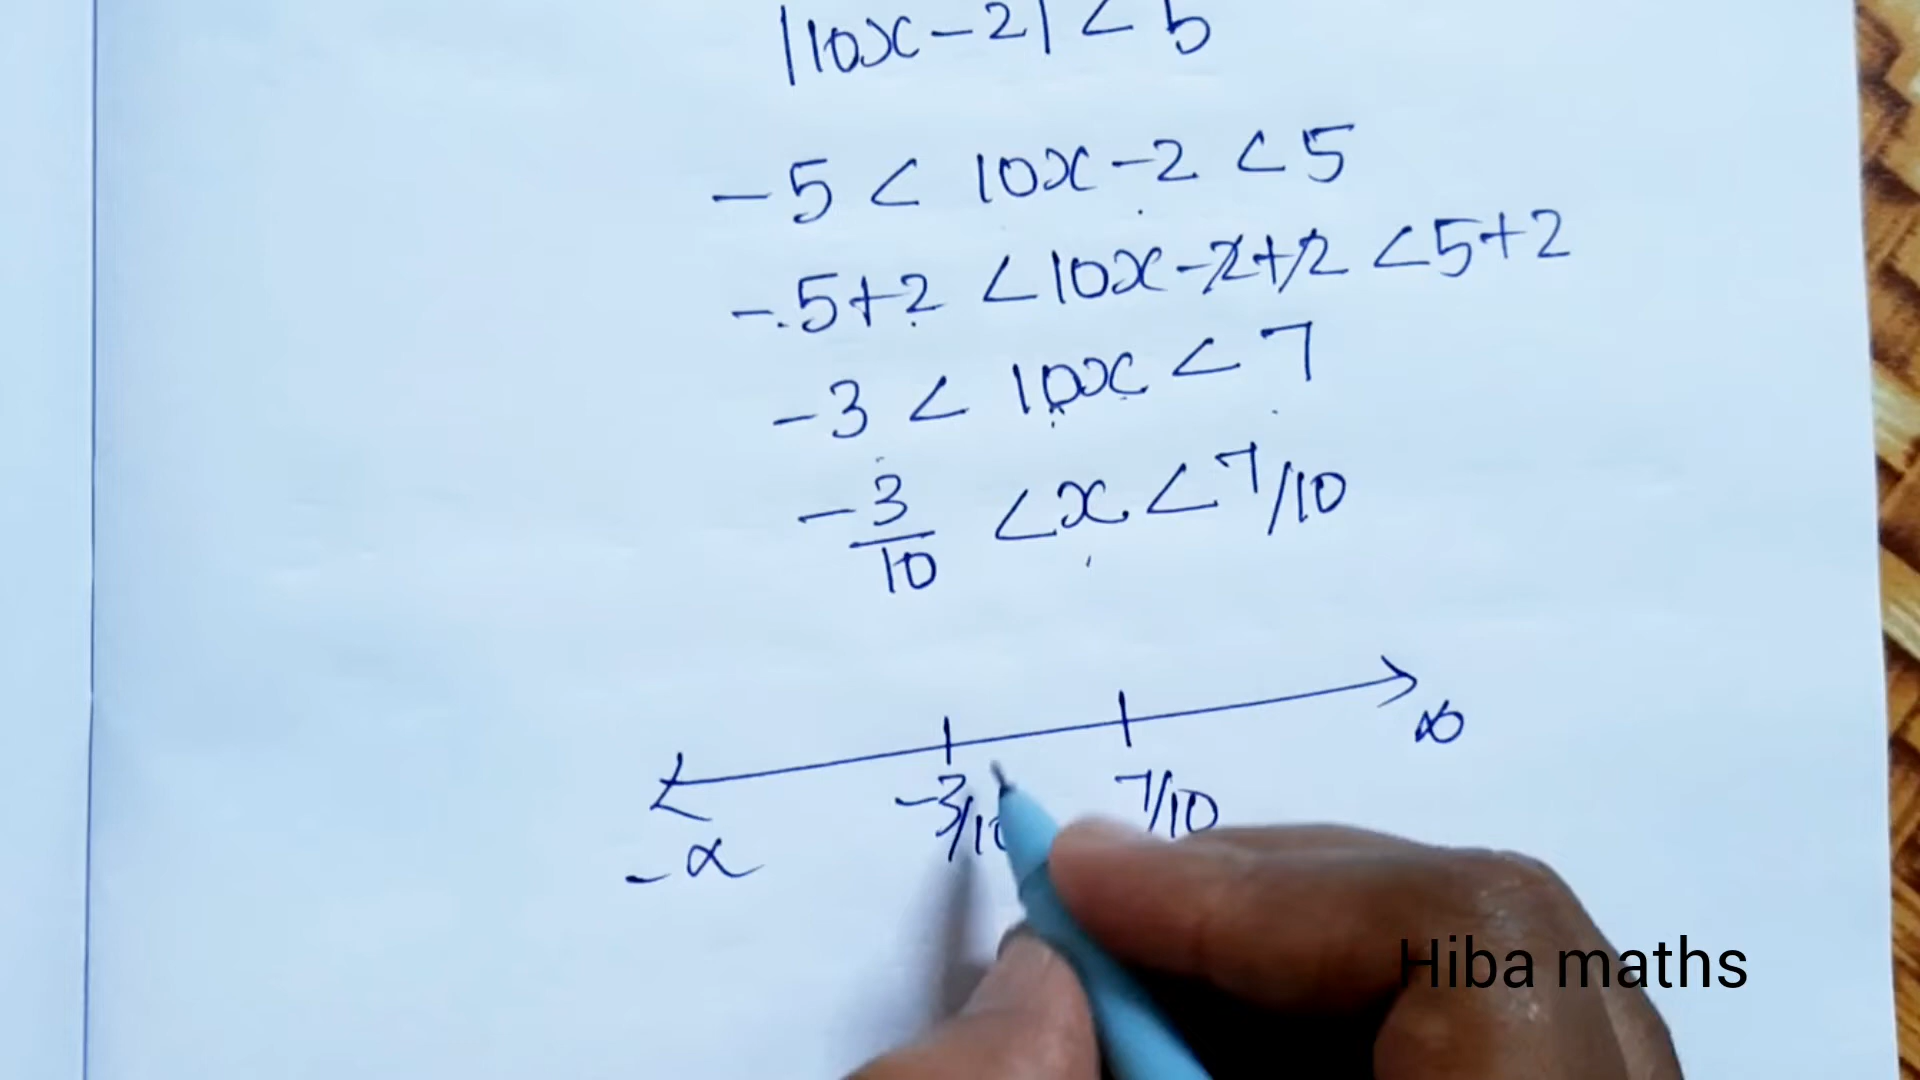 |10x-2| < 5
-5 < 10x-2 < 5
-5+2 < 10x-2+2 < 5+2
-3 < 10x < 7
-3/10 < x < 7/10
∞
-3/10 7/10
-∞
Hiba maths